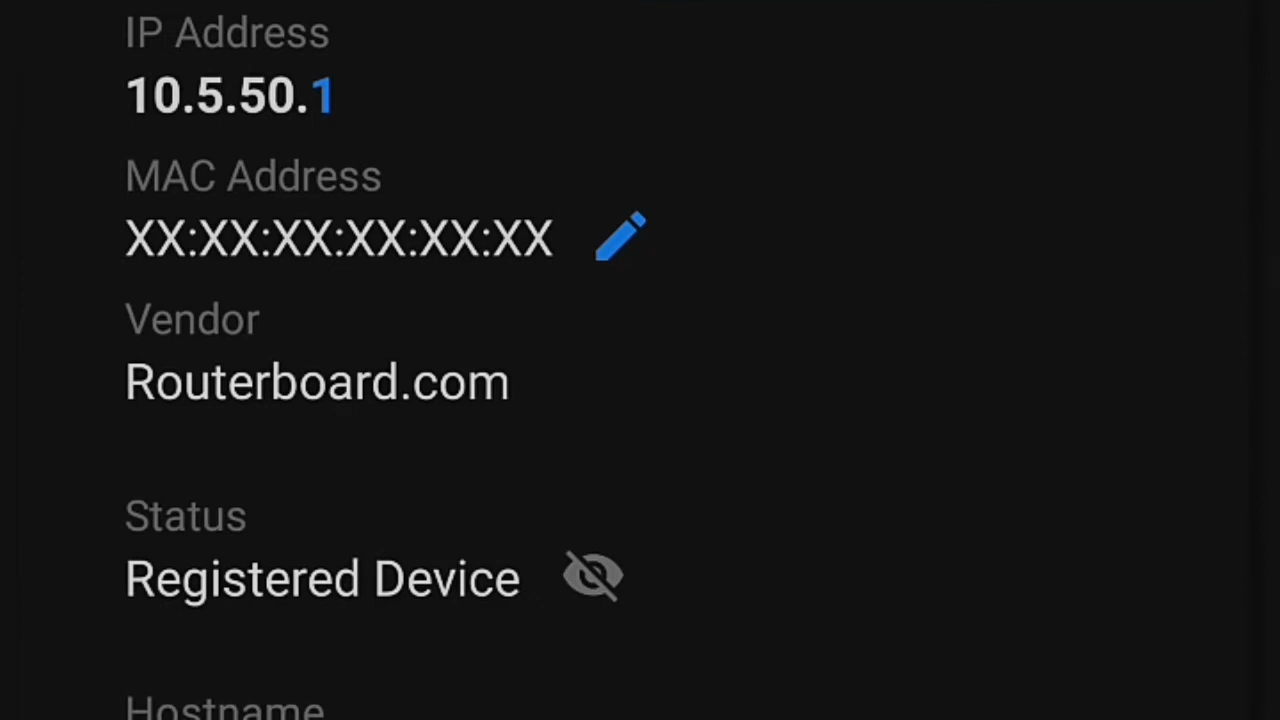 IP Address
10.5.50.1
MAC Address
XX:XX:XX:XX:XX:XX
Vendor
Routerboard.com
Status
Registered Device
Hostname